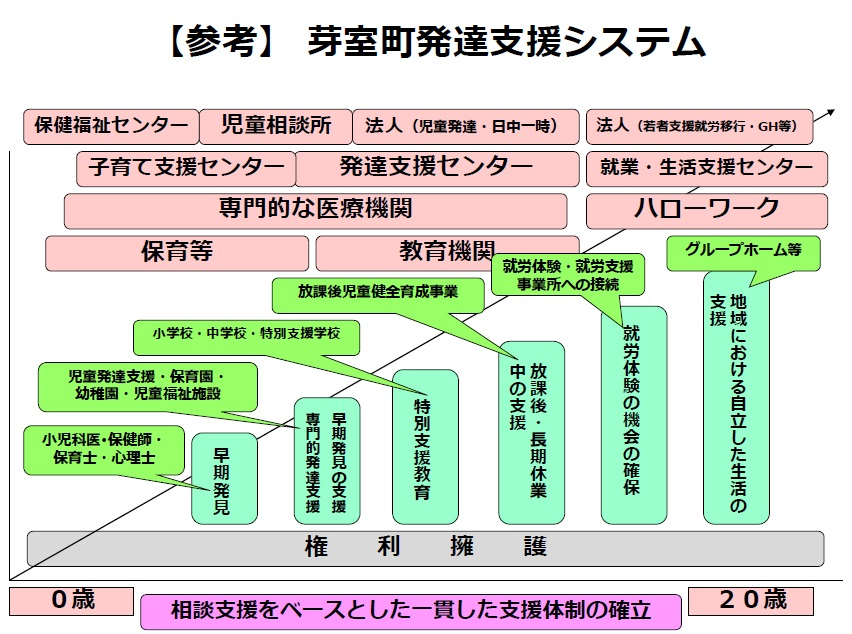 【参考】 芽室町発達支援システム
保健福祉センター
児童相談所
法人（児童発達・日中一時）
法人（若者支援就労移行・GH等）
子育て支援センター
発達支援センター
就業・生活支援センター
専門的な医療機関
ハローワーク
保育等
教育機関
就労体験・就労支援
事業所への接続
グループホーム等
放課後児童健全育成事業
小学校・中学校・特別支援学校
児童発達支援・保育園・
幼稚園・児童福祉施設
小児科医・保健師・
保育士・心理士
早期発見
早期発見の支援
専門的発達支援
特別支援教育
放課後・長期休業
中の支援
就労体験の機会の確保
地域における自立した生活の
支援
権利擁護
０歳
相談支援をベースとした一貫した支援体制の確立
２０歳